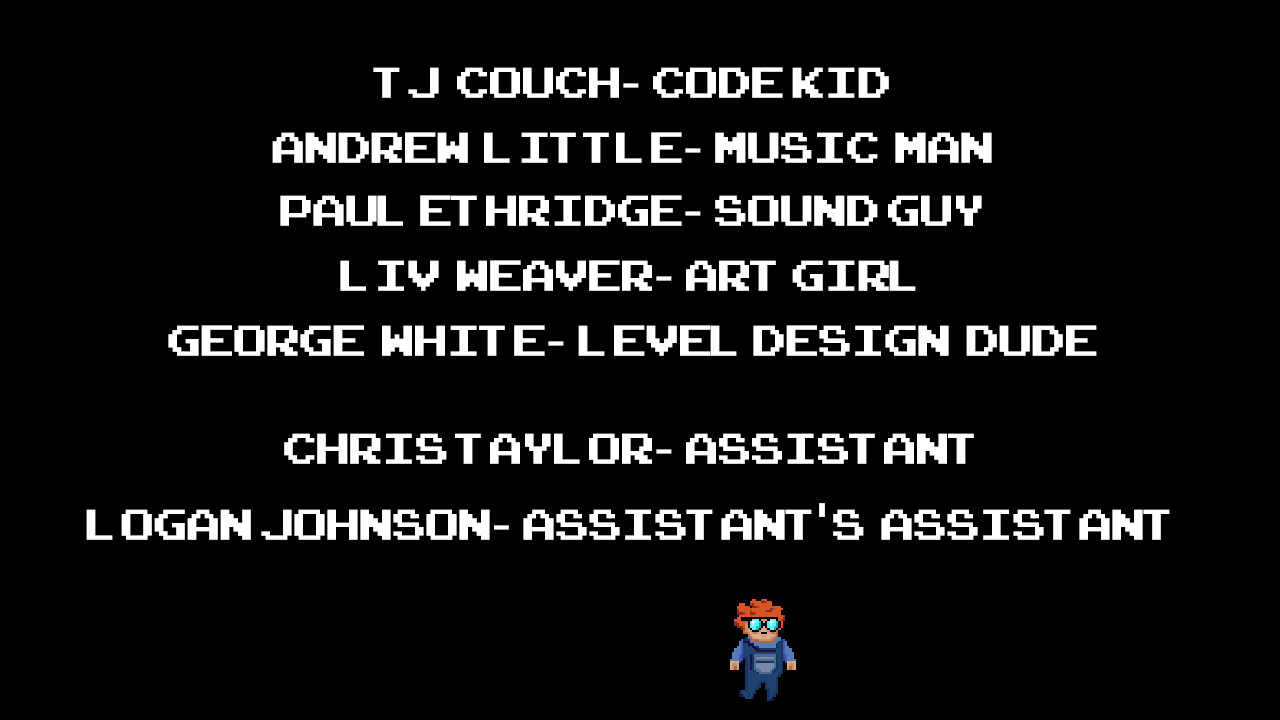 TJ COUCH- CODE KID
ANDREW LITTLE- MUSIC MAN
PAUL ETHRIDGE- SOUND GUY
LIV WEAVER- ART GIRL
GEORGE WHITE- LEVEL DESIGN DUDE
CHRIS TAYLOR- ASSISTANT
LOGAN JOHNSON- ASSISTANT'S ASSISTANT